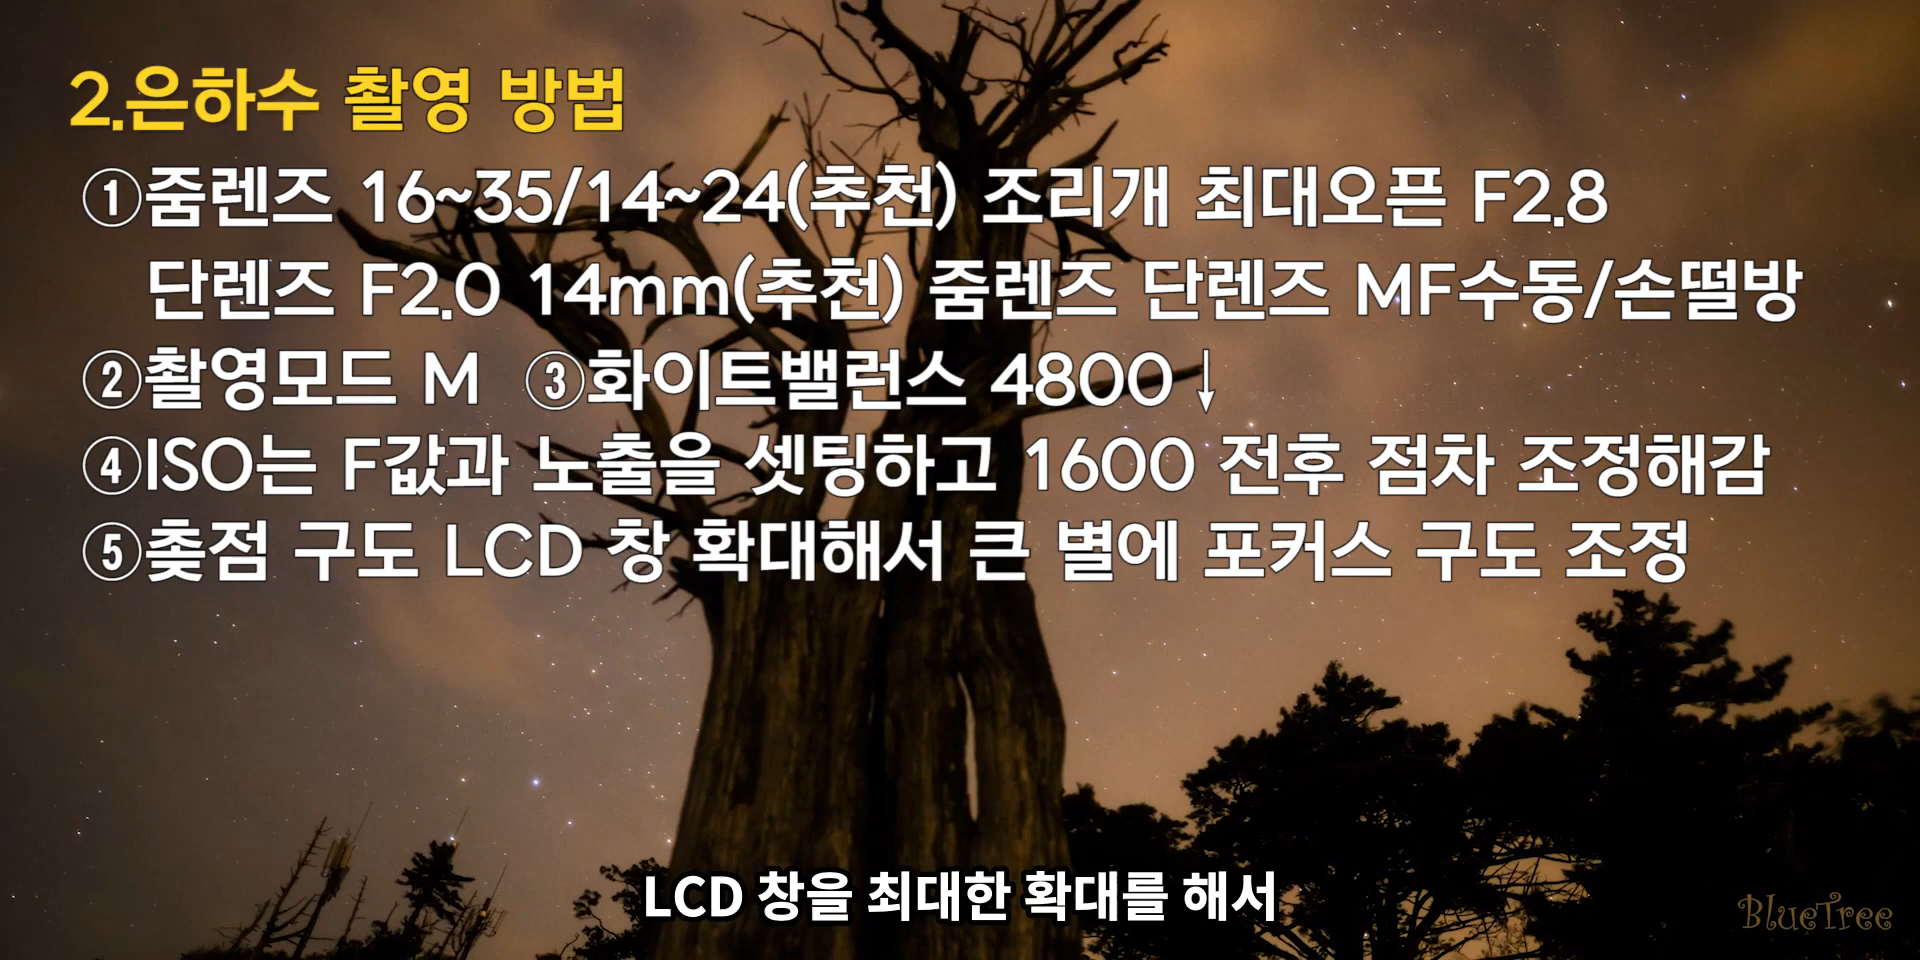 2.은하수 촬영 방법
①줌렌즈 16~35/14~24(추천) 조리개 최대오픈 F2.8
단렌즈 F2.0 14mm(추천) 줌렌즈 단렌즈 MF수동/손떨방
②촬영모드 M ③화이트밸런스 4800↓
④ISO는 F값과 노출을 셋팅하고 1600 전후 점차 조정해감
⑤촟점 구도 LCD 창 확대해서 큰 별에 포커스 구도 조정
LCD 창을 최대한 확대를 해서
BlueTree